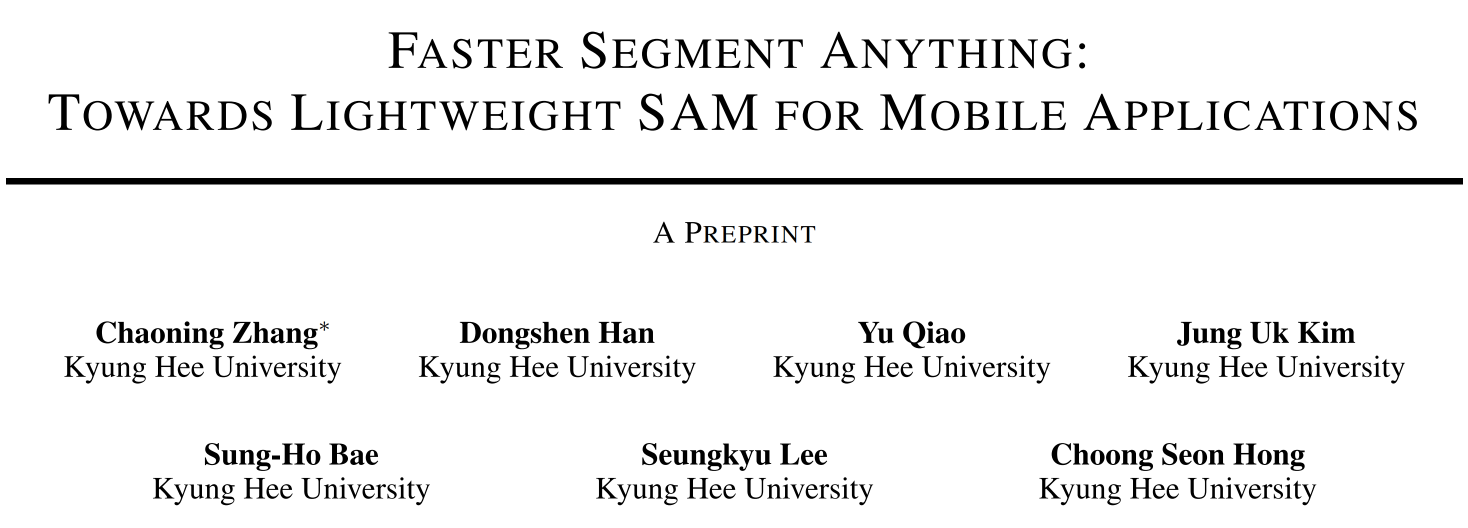 FASTER SEGMENT ANYTHING:
TOWARDS LIGHTWEIGHT SAM FOR MOBILE APPLICATIONS
A PREPRINT
Chaoning Zhang* Dongshen Han Yu Qiao Jung Uk Kim
Kyung Hee University Kyung Hee University Kyung Hee University Kyung Hee University
Sung-Ho Bae Seungkyu Lee Choong Seon Hong
Kyung Hee University Kyung Hee University Kyung Hee University